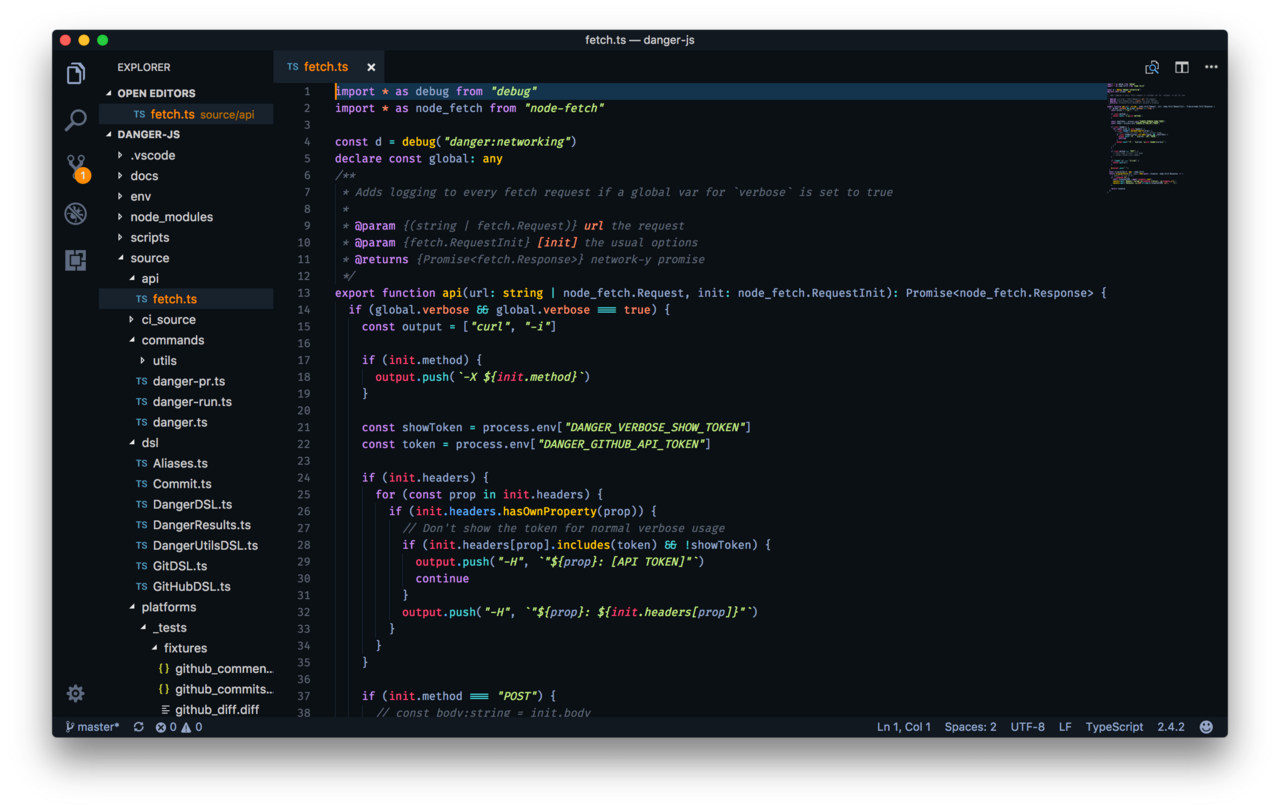 fetch.ts — danger-js
EXPLORER
OPEN EDITORS
TS fetch.ts source/api
DANGER-JS
.vscode
docs
env
node_modules
scripts
source
api
TS fetch.ts
ci_source
commands
utils
TS danger-pr.ts
TS danger-run.ts
TS danger.ts
dsl
TS Aliases.ts
TS Commit.ts
TS DangerDSL.ts
TS DangerResults.ts
TS DangerUtilsDSL.ts
TS GitDSL.ts
TS GitHubDSL.ts
platforms
_tests
fixtures
{} github_commen...
{} github_commits...
github_diff.diff
1
TS fetch.ts ×
1 import * as debug from "debug"
2 import * as node_fetch from "node-fetch"
3
4 const d = debug("danger:networking")
5 declare const global: any
6 /**
7  * Adds logging to every fetch request if a global var for `verbose` is set to true
8  *
9  * @param {(string | fetch.Request)} url the request
10  * @param {fetch.RequestInit} [init] the usual options
11  * @returns {Promise<fetch.Response>} network-y promise
12  */
13 export function api(url: string | node_fetch.Request, init: node_fetch.RequestInit): Promise<node_fetch.Response> {
14   if (global.verbose && global.verbose === true) {
15     const output = ["curl", "-i"]
16
17     if (init.method) {
18       output.push(`-X ${init.method}`)
19     }
20
21     const showToken = process.env["DANGER_VERBOSE_SHOW_TOKEN"]
22     const token = process.env["DANGER_GITHUB_API_TOKEN"]
23
24     if (init.headers) {
25       for (const prop in init.headers) {
26         if (init.headers.hasOwnProperty(prop)) {
27           // Don't show the token for normal verbose usage
28           if (init.headers[prop].includes(token) && !showToken) {
29             output.push("-H", `"${prop}: [API TOKEN]"`)
30             continue
31           }
32           output.push("-H", `"${prop}: ${init.headers[prop]}"`)
33         }
34       }
35     }
36
37     if (init.method === "POST") {
38       // const body:string = init.body
master* 0 0
Ln 1, Col 1 Spaces: 2 UTF-8 LF TypeScript 2.4.2